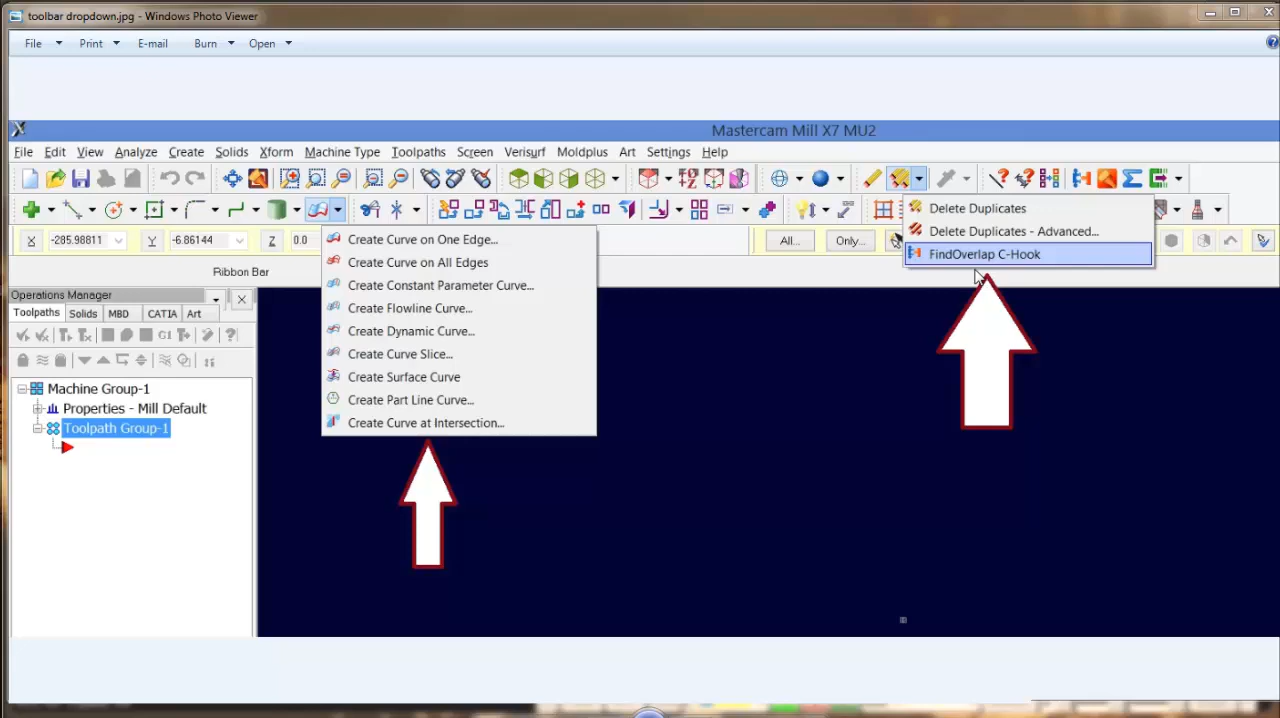 toolbar dropdown.jpg - Windows Photo Viewer
File Print E-mail Burn Open
Mastercam Mill X7 MU2
File Edit View Analyze Create Solids Xform Machine Type Toolpaths Screen Verisurf Moldplus Art Settings Help
Delete Duplicates
Delete Duplicates - Advanced...
FindOverlap C-Hook
X -285.98811 Y -6.86144 Z 0.0
All... Only...
Ribbon Bar
Create Curve on One Edge...
Create Curve on All Edges
Create Constant Parameter Curve...
Create Flowline Curve...
Create Dynamic Curve...
Create Curve Slice...
Create Surface Curve
Create Part Line Curve...
Create Curve at Intersection...
Operations Manager
Toolpaths Solids MBD CATIA Art
G1
Machine Group-1
Properties - Mill Default
Toolpath Group-1